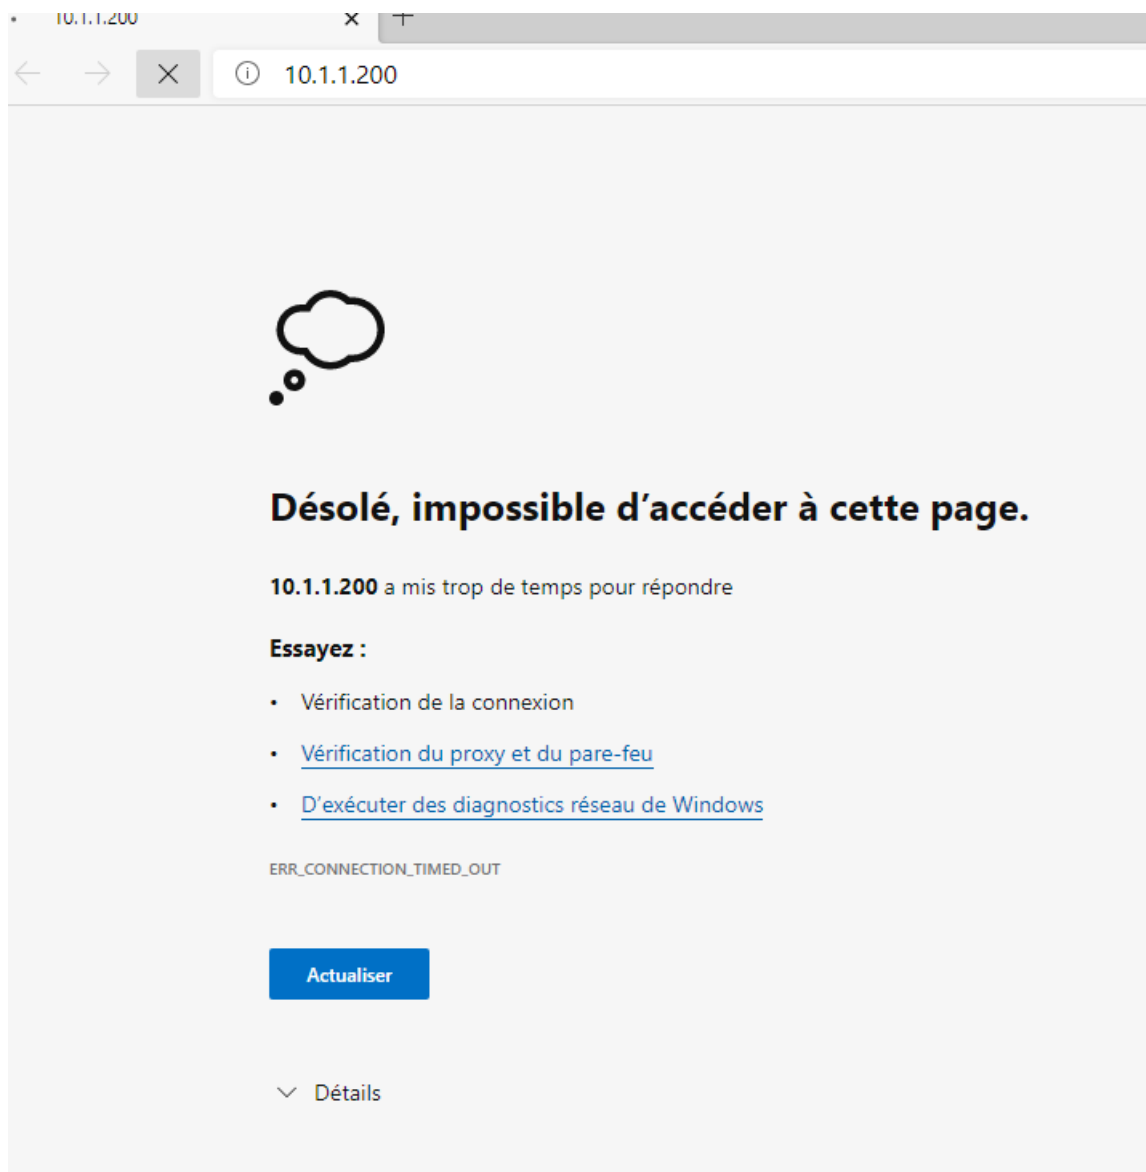 10.1.1.200
10.1.1.200
Désolé, impossible d’accéder à cette page.
10.1.1.200 a mis trop de temps pour répondre
Essayez :
• Vérification de la connexion
• Vérification du proxy et du pare-feu
• D’exécuter des diagnostics réseau de Windows
ERR_CONNECTION_TIMED_OUT
Actualiser
Détails